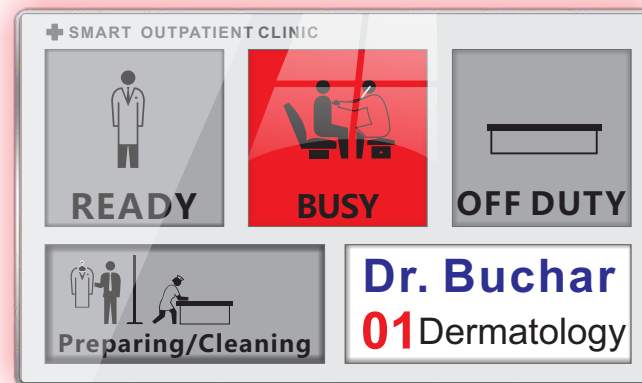 SMART OUTPATIENT CLINIC
READY
BUSY
OFF DUTY
Preparing/Cleaning
Dr. Buchar
01 Dermatology